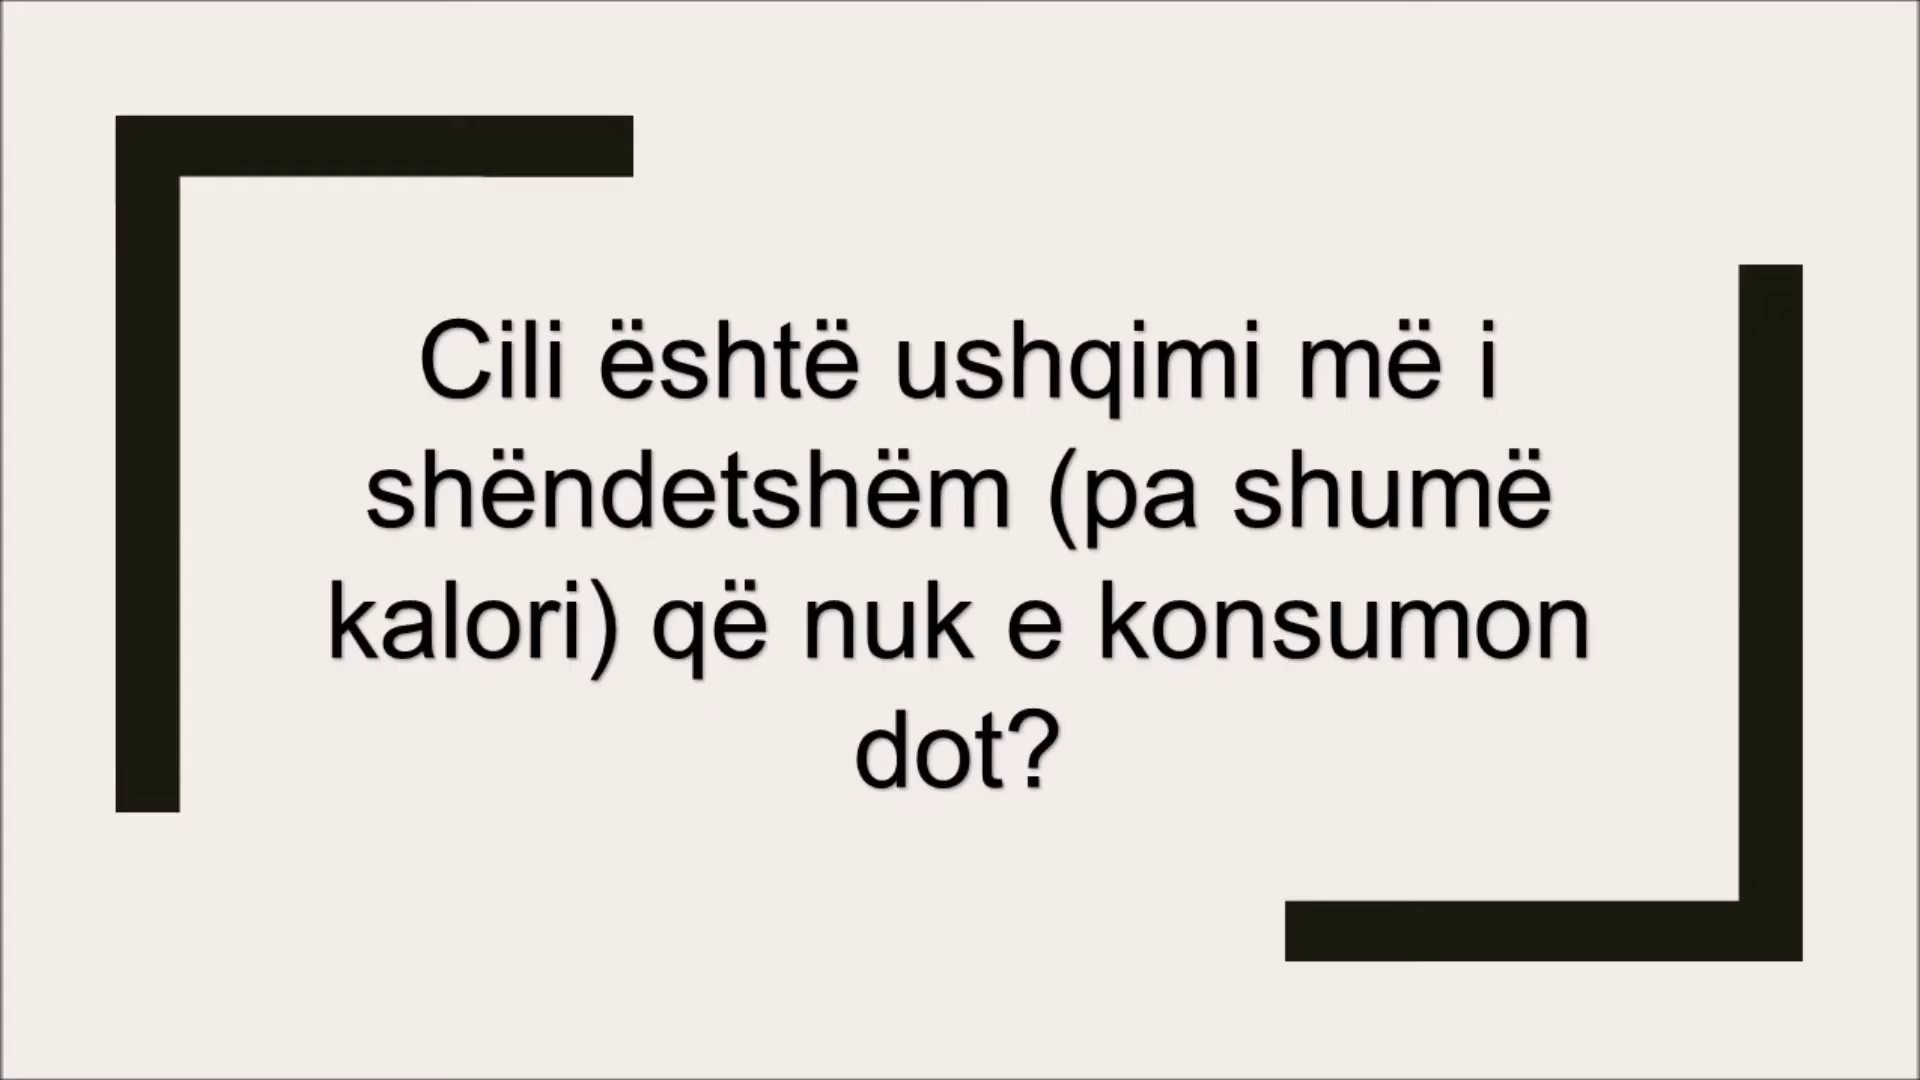 Cili është ushqimi më i
shëndetshëm (pa shumë
kalori) që nuk e konsumon
dot?